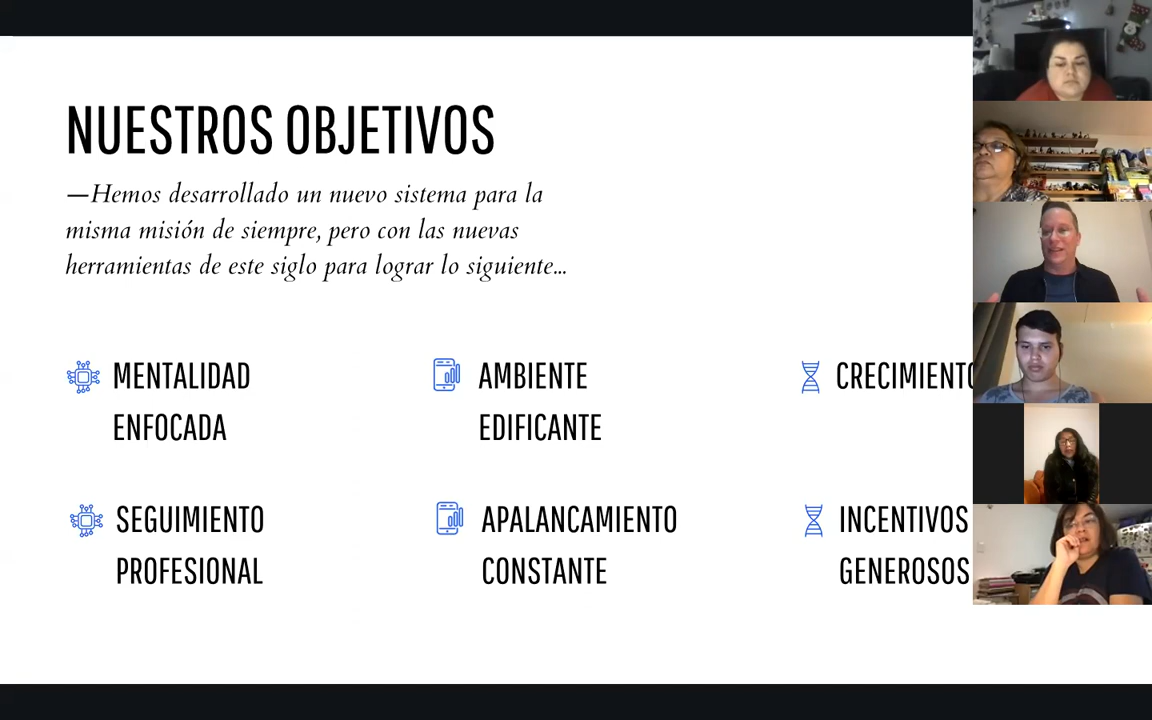 NUESTROS OBJETIVOS
—Hemos desarrollado un nuevo sistema para la
misma misión de siempre, pero con las nuevas
herramientas de este siglo para lograr lo siguiente...
MENTALIDAD
ENFOCADA
AMBIENTE
EDIFICANTE
CRECIMIENTO
SEGUIMIENTO
PROFESIONAL
APALANCAMIENTO
CONSTANTE
INCENTIVOS
GENEROSOS